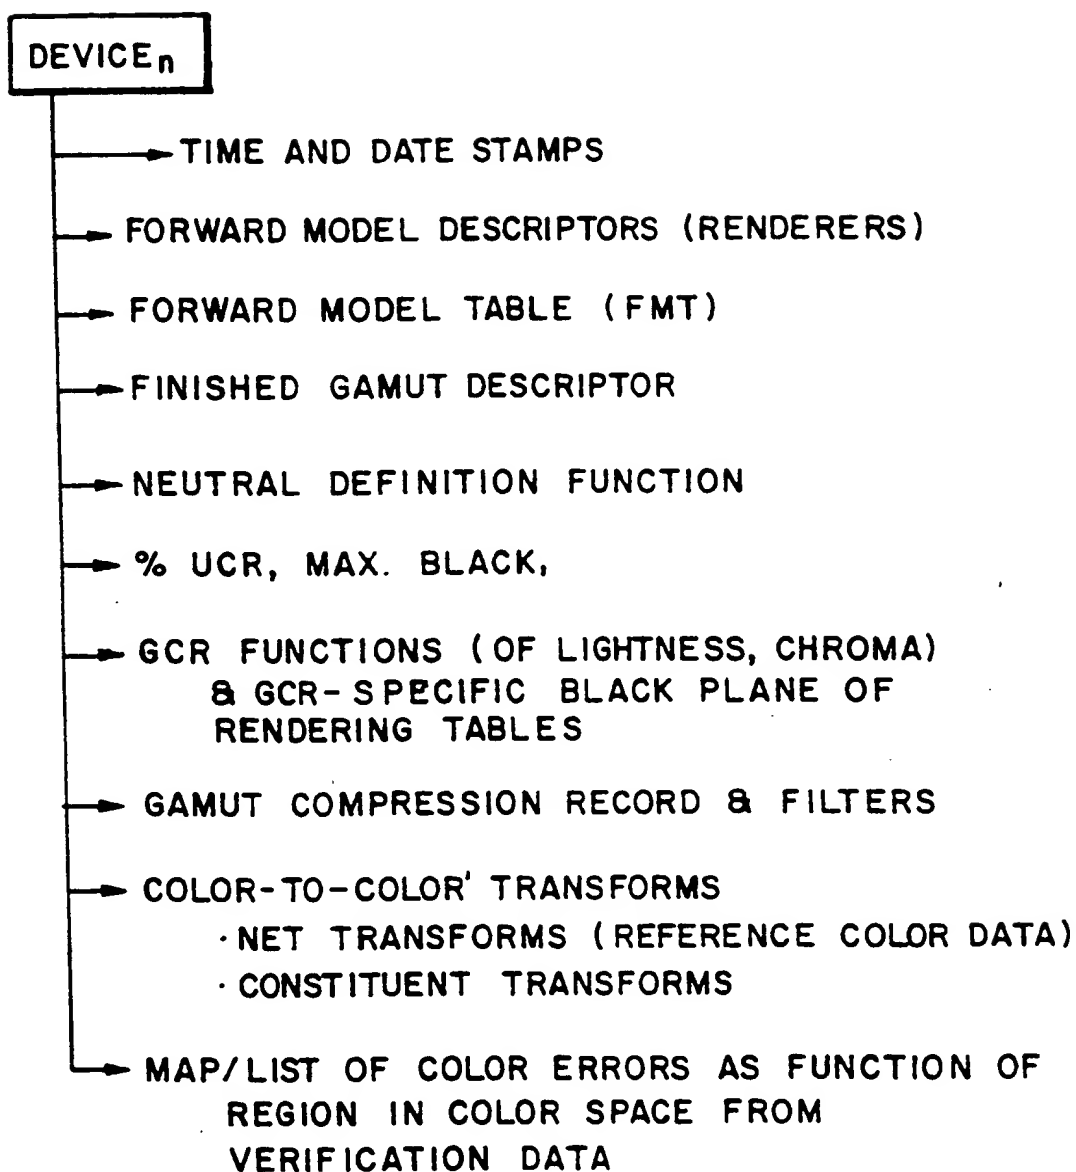 DEVICEn
TIME AND DATE STAMPS
FORWARD MODEL DESCRIPTORS (RENDERERS)
FORWARD MODEL TABLE (FMT)
FINISHED GAMUT DESCRIPTOR
NEUTRAL DEFINITION FUNCTION
% UCR, MAX. BLACK,
GCR FUNCTIONS (OF LIGHTNESS, CHROMA)
& GCR-SPECIFIC BLACK PLANE OF
RENDERING TABLES
GAMUT COMPRESSION RECORD & FILTERS
COLOR-TO-COLOR' TRANSFORMS
· NET TRANSFORMS (REFERENCE COLOR DATA)
· CONSTITUENT TRANSFORMS
MAP/LIST OF COLOR ERRORS AS FUNCTION OF
REGION IN COLOR SPACE FROM
VERIFICATION DATA